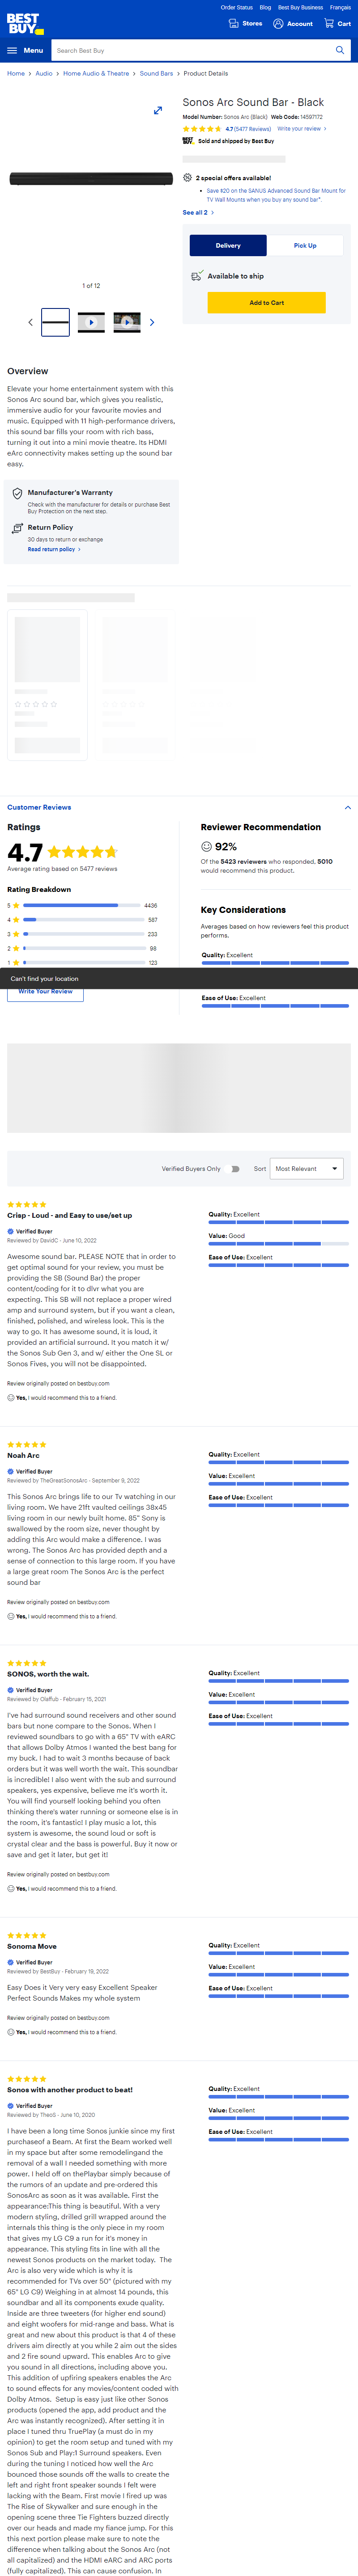 Order Status Blog Best Buy Business Français
BEST BUY
Stores Account Cart
Menu Search Best Buy
Home > Audio > Home Audio & Theatre > Sound Bars > Product Details
Sonos Arc Sound Bar - Black
Model Number: Sonos Arc (Black) Web Code: 14597172
4.7 (5477 Reviews) Write your review
BEST BUY Sold and shipped by Best Buy
2 special offers available!
• Save $20 on the SANUS Advanced Sound Bar Mount for
TV Wall Mounts when you buy any sound bar*.
See all 2
Delivery Pick Up
Available to ship
Add to Cart
1 of 12
Overview
Elevate your home entertainment system with this
Sonos Arc sound bar, which gives you realistic,
immersive audio for your favourite movies and
music. Equipped with 11 high-performance drivers,
this sound bar fills your room with rich bass,
turning it out into a mini movie theatre. Its HDMI
eArc connectivity makes setting up the sound bar
easy.
Manufacturer's Warranty
Check with the manufacturer for details or purchase Best
Buy Protection on the next step.
Return Policy
30 days to return or exchange
Read return policy
Customer Reviews
Ratings
4.7
Average rating based on 5477 reviews
Rating Breakdown
5 4436
4 587
3 233
2 98
1 123
Reviewer Recommendation
92%
Of the 5423 reviewers who responded, 5010
would recommend this product.
Key Considerations
Averages based on how reviewers feel this product
performs.
Quality: Excellent
Can't find your location
Write Your Review
Ease of Use: Excellent
Verified Buyers Only Sort Most Relevant
Crisp - Loud - and Easy to use/set up
Verified Buyer
Reviewed by DavidC - June 10, 2022
Awesome sound bar. PLEASE NOTE that in order to
get optimal sound for your review, you must be
providing the SB (Sound Bar) the proper
content/coding for it to dlvr what you are
expecting. This SB will not replace a proper wired
amp and surround system, but if you want a clean,
finished, polished, and wireless look. This is the
way to go. It has awesome sound, it is loud, it
provided an artificial surround. It you match it w/
the Sonos Sub Gen 3, and w/ either the One SL or
Sonos Fives, you will not be disappointed.
Review originally posted on bestbuy.com
Yes, I would recommend this to a friend.
Quality: Excellent
Value: Good
Ease of Use: Excellent
Noah Arc
Verified Buyer
Reviewed by TheGreatSonosArc - September 9, 2022
This Sonos Arc brings life to our Tv watching in our
living room. We have 21ft vaulted ceilings 38x45
living room in our newly built home. 85" Sony is
swallowed by the room size, never thought by
adding this Arc would make a difference, I was
wrong. The Sonos Arc has provided depth and a
sense of connection to this large room. If you have
a large great room The Sonos Arc is the perfect
sound bar
Review originally posted on bestbuy.com
Yes, I would recommend this to a friend.
Quality: Excellent
Value: Excellent
Ease of Use: Excellent
SONOS, worth the wait.
Verified Buyer
Reviewed by Olaffub - February 15, 2021
I've had surround sound receivers and other sound
bars but none compare to the Sonos. When I
reviewed soundbars to go with a 65" TV with eARC
that allows Dolby Atmos I wanted the best bang for
my buck. I had to wait 3 months because of back
orders but it was well worth the wait. This soundbar
is incredible! I also went with the sub and surround
speakers, yes expensive, believe me it's worth it.
You will find yourself looking behind you often
thinking there's water running or someone else is in
the room, it's fantastic! I play music a lot, this
system is awesome, the sound loud or soft is
crystal clear and the bass is powerful. Buy it now or
save and get it later, but get it!
Review originally posted on bestbuy.com
Yes, I would recommend this to a friend.
Quality: Excellent
Value: Excellent
Ease of Use: Excellent
Sonoma Move
Verified Buyer
Reviewed by BestBuy - February 19, 2022
Easy Does it Very very easy Excellent Speaker
Perfect Sounds Makes my whole system
Review originally posted on bestbuy.com
Yes, I would recommend this to a friend.
Quality: Excellent
Value: Excellent
Ease of Use: Excellent
Sonos with another product to beat!
Verified Buyer
Reviewed by TheoS - June 10, 2020
I have been a long time Sonos junkie since my first
purchaseof a Beam. At first the Beam worked well
in my space but after some remodelingand the
removal of a wall I needed something with more
power. I held off on thePlaybar simply because of
the rumors of an update and pre-ordered this
SonosArc as soon as it was available. First the
appearance:This thing is beautiful. With a very
modern styling, drilled grill wrapped around the
internals this thing is the only piece in my room
that gives my LG C9 a run for it's money in
appearance. This styling fits in line with all the
newest Sonos products on the market today. The
Arc is also very wide which is why it is
recommended for TVs over 50" (pictured with my
65" LG C9) Weighing in at almost 14 pounds, this
soundbar and all its components exude quality.
Inside are three tweeters (for higher end sound)
and eight woofers for mid-range and bass. What is
great and new about this product is that 4 of these
drivers aim directly at you while 2 aim out the sides
and 2 fire sound upward. This enables Arc to give
you sound in all directions, including above you.
This addition of upfiring speakers enables the Arc
to sound effects for any movies/content coded with
Dolby Atmos. Setup is easy just like other Sonos
products (opened the app, add product and the
Arc was instantly recognized). After setting it in
place I tuned thru TruePlay (a must do in my
opinion) to get the room setup and tuned with my
Sonos Sub and Play:1 Surround speakers. Even
during the tuning I noticed how well the Arc
bounced those sounds off the walls to create the
left and right front speaker sounds I felt were
lacking with the Beam. First movie I fired up was
The Rise of Skywalker and sure enough in the
opening scene three Tie Fighters buzzed directly
over our heads and made my fiance jump. For this
this next portion please make sure to note the
difference when talking about the Sonos Arc (not
all capitalized) and the HDMI eARC and ARC ports
(fully capitalized). This can cause confusion. In
Quality: Excellent
Value: Excellent
Ease of Use: Excellent